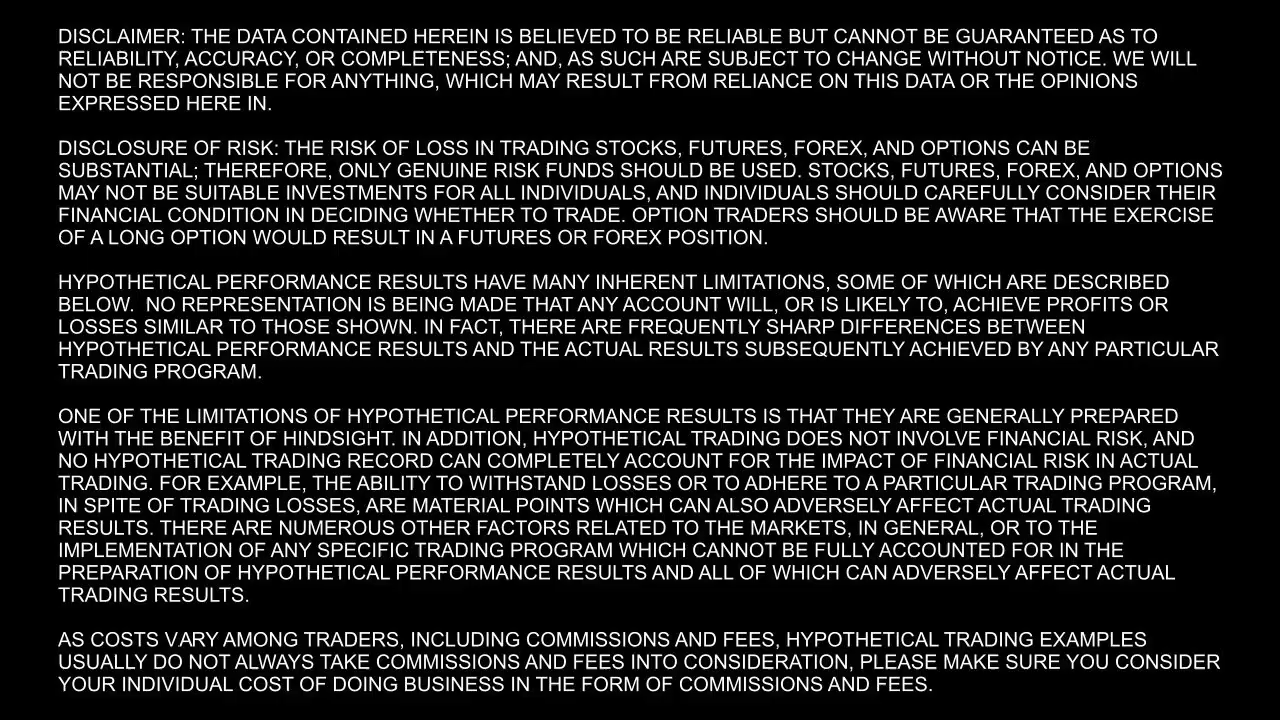 DISCLAIMER: THE DATA CONTAINED HEREIN IS BELIEVED TO BE RELIABLE BUT CANNOT BE GUARANTEED AS TO
RELIABILITY, ACCURACY, OR COMPLETENESS; AND, AS SUCH ARE SUBJECT TO CHANGE WITHOUT NOTICE. WE WILL
NOT BE RESPONSIBLE FOR ANYTHING, WHICH MAY RESULT FROM RELIANCE ON THIS DATA OR THE OPINIONS
EXPRESSED HERE IN.
DISCLOSURE OF RISK: THE RISK OF LOSS IN TRADING STOCKS, FUTURES, FOREX, AND OPTIONS CAN BE
SUBSTANTIAL; THEREFORE, ONLY GENUINE RISK FUNDS SHOULD BE USED. STOCKS, FUTURES, FOREX, AND OPTIONS
MAY NOT BE SUITABLE INVESTMENTS FOR ALL INDIVIDUALS, AND INDIVIDUALS SHOULD CAREFULLY CONSIDER THEIR
FINANCIAL CONDITION IN DECIDING WHETHER TO TRADE. OPTION TRADERS SHOULD BE AWARE THAT THE EXERCISE
OF A LONG OPTION WOULD RESULT IN A FUTURES OR FOREX POSITION.
HYPOTHETICAL PERFORMANCE RESULTS HAVE MANY INHERENT LIMITATIONS, SOME OF WHICH ARE DESCRIBED
BELOW.  NO REPRESENTATION IS BEING MADE THAT ANY ACCOUNT WILL, OR IS LIKELY TO, ACHIEVE PROFITS OR
LOSSES SIMILAR TO THOSE SHOWN. IN FACT, THERE ARE FREQUENTLY SHARP DIFFERENCES BETWEEN
HYPOTHETICAL PERFORMANCE RESULTS AND THE ACTUAL RESULTS SUBSEQUENTLY ACHIEVED BY ANY PARTICULAR
TRADING PROGRAM.
ONE OF THE LIMITATIONS OF HYPOTHETICAL PERFORMANCE RESULTS IS THAT THEY ARE GENERALLY PREPARED
WITH THE BENEFIT OF HINDSIGHT. IN ADDITION, HYPOTHETICAL TRADING DOES NOT INVOLVE FINANCIAL RISK, AND
NO HYPOTHETICAL TRADING RECORD CAN COMPLETELY ACCOUNT FOR THE IMPACT OF FINANCIAL RISK IN ACTUAL
TRADING. FOR EXAMPLE, THE ABILITY TO WITHSTAND LOSSES OR TO ADHERE TO A PARTICULAR TRADING PROGRAM,
IN SPITE OF TRADING LOSSES, ARE MATERIAL POINTS WHICH CAN ALSO ADVERSELY AFFECT ACTUAL TRADING
RESULTS. THERE ARE NUMEROUS OTHER FACTORS RELATED TO THE MARKETS, IN GENERAL, OR TO THE
IMPLEMENTATION OF ANY SPECIFIC TRADING PROGRAM WHICH CANNOT BE FULLY ACCOUNTED FOR IN THE
PREPARATION OF HYPOTHETICAL PERFORMANCE RESULTS AND ALL OF WHICH CAN ADVERSELY AFFECT ACTUAL
TRADING RESULTS.
AS COSTS VARY AMONG TRADERS, INCLUDING COMMISSIONS AND FEES, HYPOTHETICAL TRADING EXAMPLES
USUALLY DO NOT ALWAYS TAKE COMMISSIONS AND FEES INTO CONSIDERATION, PLEASE MAKE SURE YOU CONSIDER
YOUR INDIVIDUAL COST OF DOING BUSINESS IN THE FORM OF COMMISSIONS AND FEES.